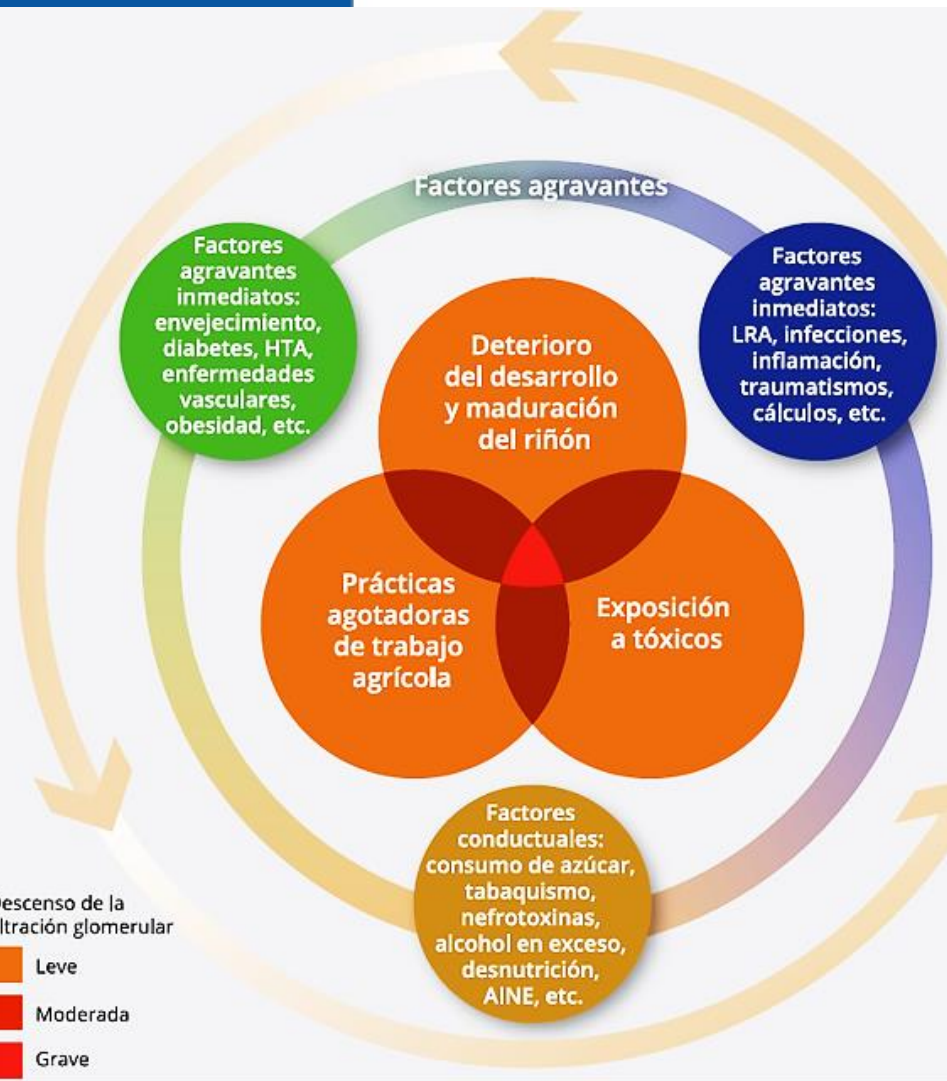 Factores agravantes
Factores
agravantes
inmediatos:
envejecimiento,
diabetes, HTA,
enfermedades
vasculares,
obesidad, etc.
Factores
agravantes
inmediatos:
LRA, infecciones,
inflamación,
traumatismos,
cálculos, etc.
Deterioro
del desarrollo
y maduración
del riñón
Prácticas
agotadoras
de trabajo
agrícola
Exposición
a tóxicos
Factores
conductuales:
consumo de azúcar,
tabaquismo,
nefrotoxinas,
alcohol en exceso,
desnutrición,
AINE, etc.
escenso de la
ltración glomerular
Leve
Moderada
Grave